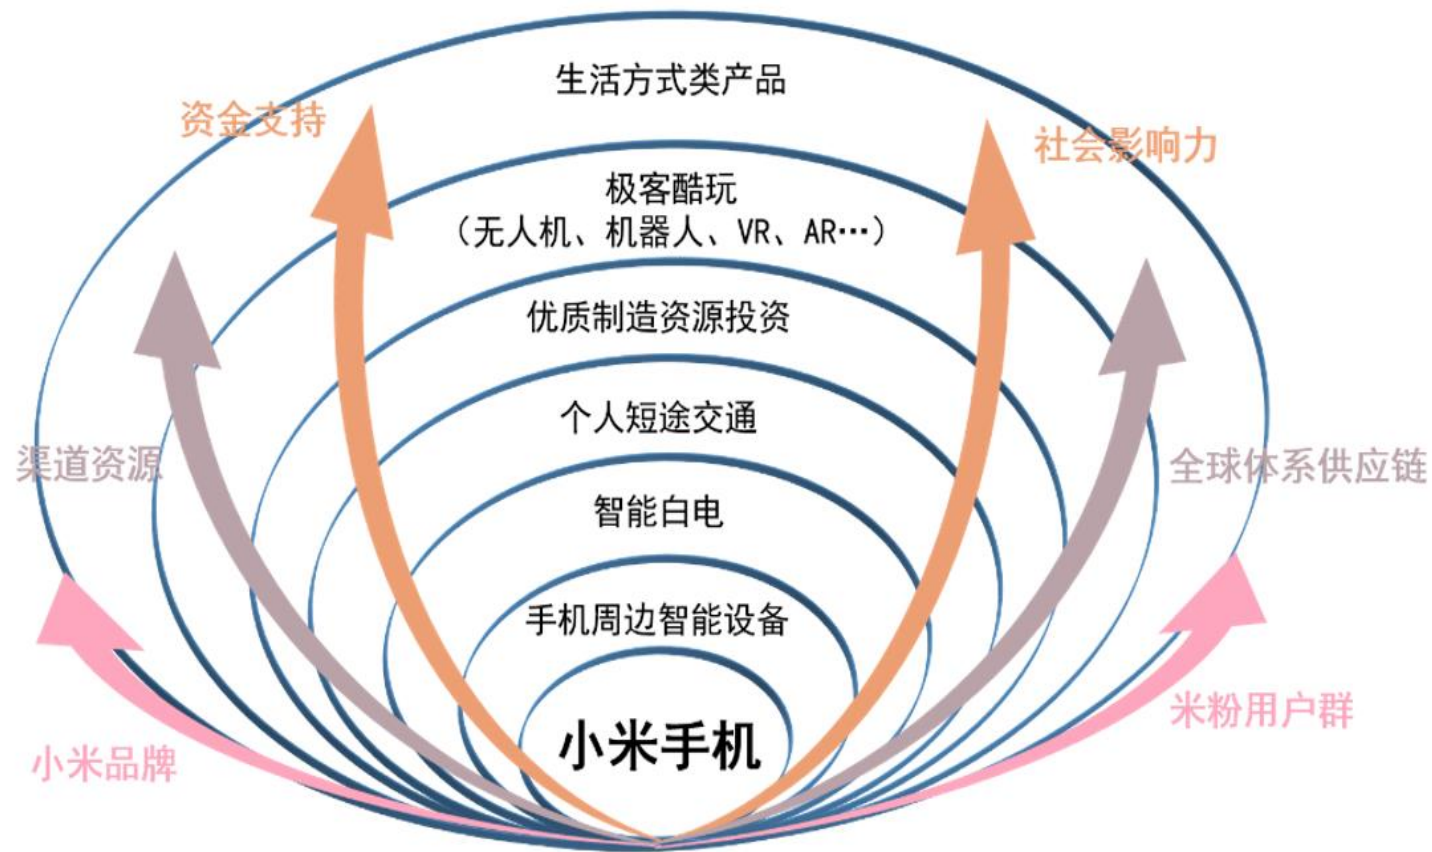 生活方式类产品
资金支持
社会影响力
极客酷玩
（无人机、机器人、VR、AR…）
优质制造资源投资
个人短途交通
渠道资源
全球体系供应链
智能白电
手机周边智能设备
米粉用户群
小米手机
小米品牌